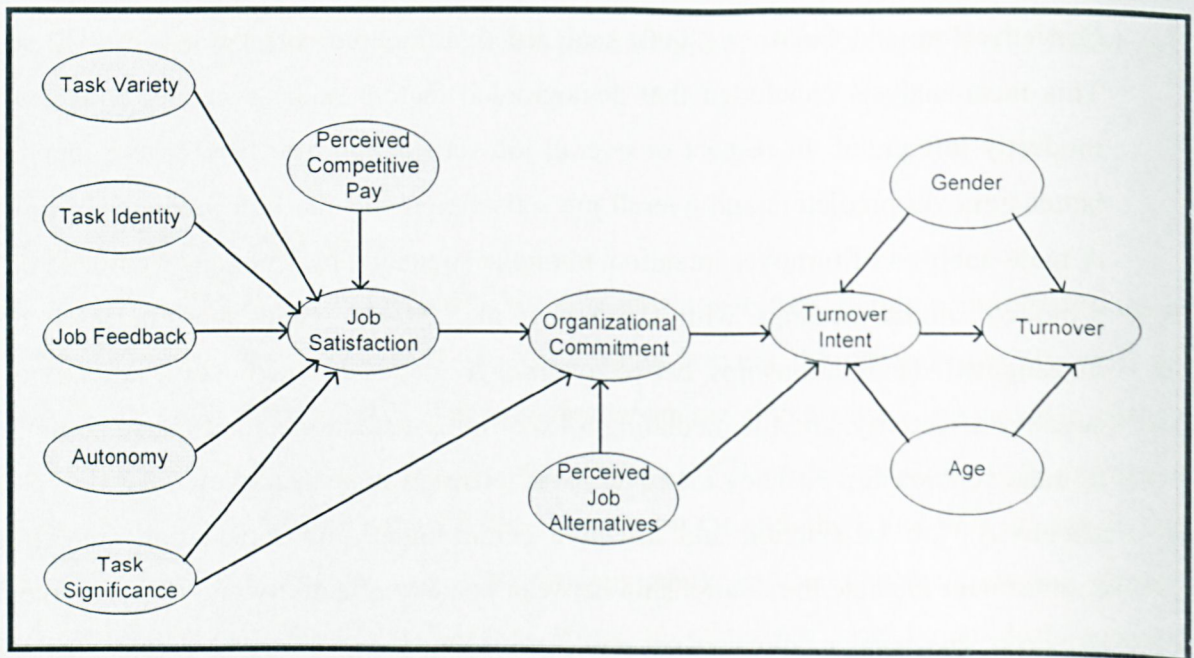 Task Variety
Perceived
Competitive
Pay
Gender
Task Identity
Job Feedback
Job
Satisfaction
Organizational
Commitment
Turnover
Intent
Turnover
Autonomy
Perceived
Job
Alternatives
Age
Task
Significance